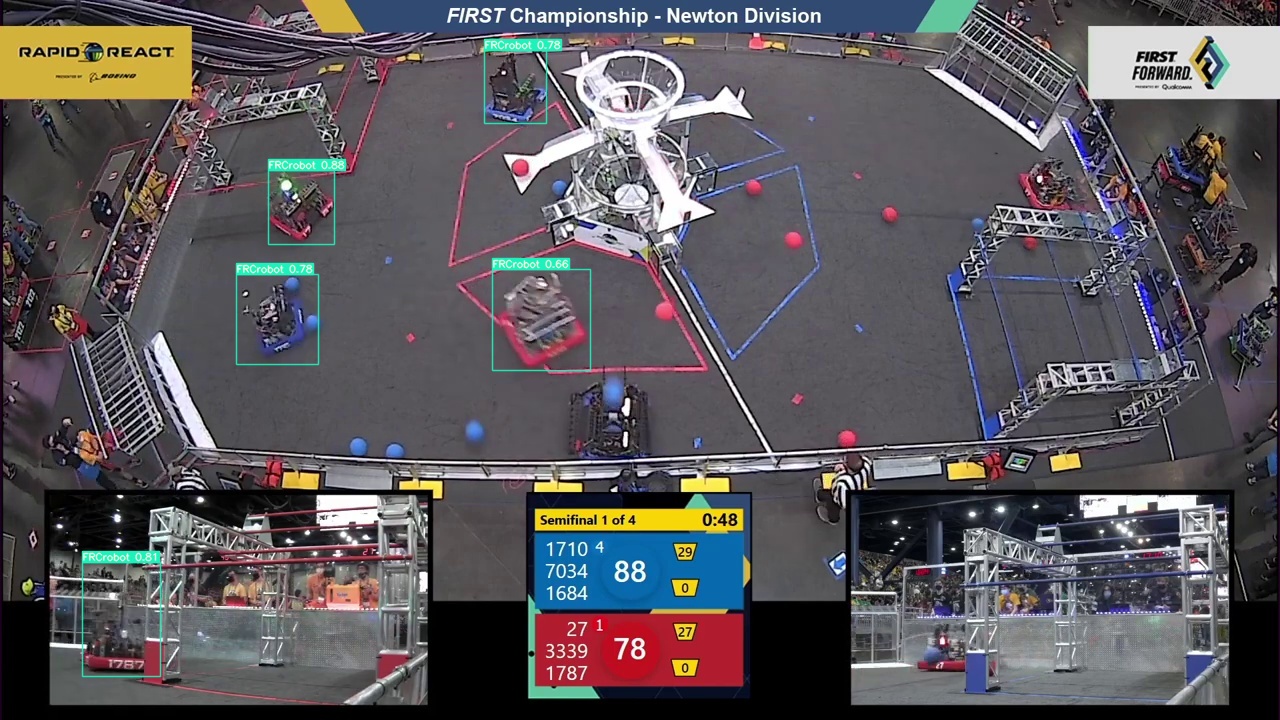 FIRST Championship - Newton Division
RAPID REACT
PRESENTED BY BOEING
FIRST
FORWARD
PRESENTED BY Qualcomm
FRCrobot 0.78
FRCrobot 0.88
FRCrobot 0.78
FRCrobot 0.66
FRCrobot 0.81
1787
Semifinal 1 of 4
0:48
1710 4
7034
1684
88
29
0
27 1
3339
1787
78
27
0